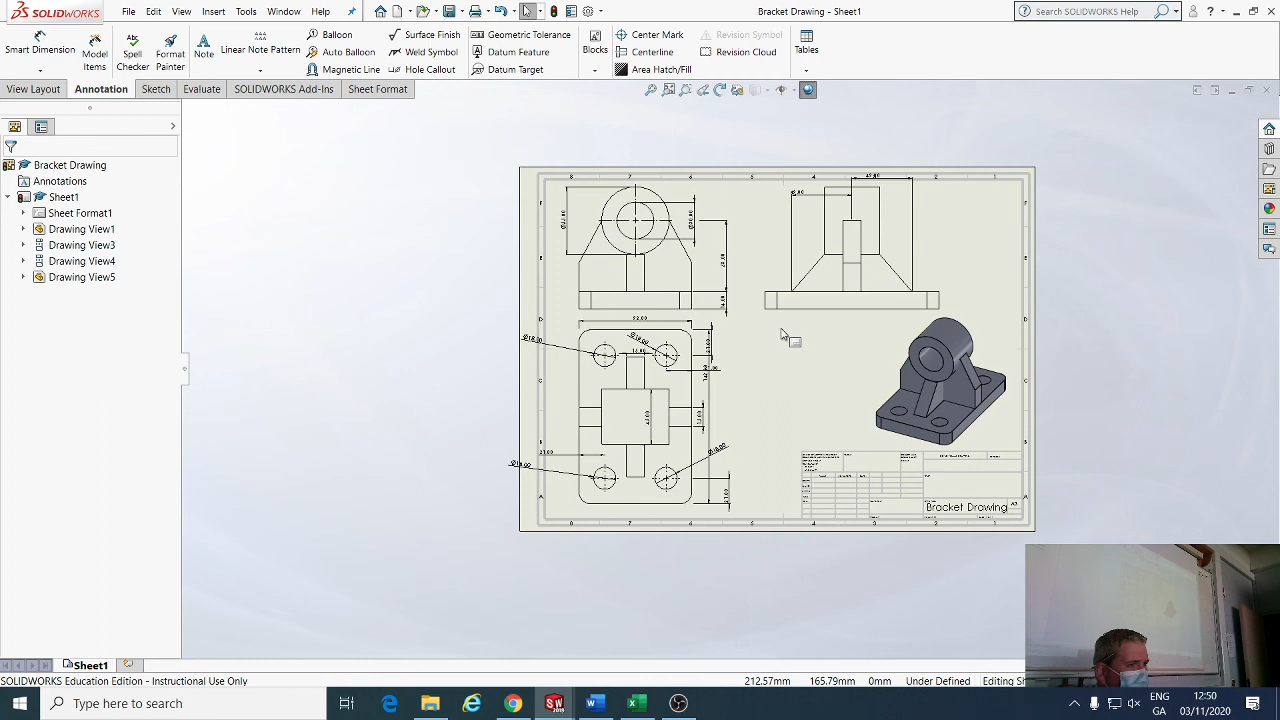 SOLIDWORKS
File Edit View Insert Tools Window Help
Bracket Drawing - Sheet1
Search SOLIDWORKS Help
Smart Dimension
Model Items
Spell Checker
Format Painter
Note
Linear Note Pattern
Balloon
Auto Balloon
Magnetic Line
Surface Finish
Weld Symbol
Hole Callout
Geometric Tolerance
Datum Feature
Datum Target
Blocks
Center Mark
Centerline
Area Hatch/Fill
Revision Symbol
Revision Cloud
Tables
View Layout Annotation Sketch Evaluate SOLIDWORKS Add-Ins Sheet Format
Bracket Drawing
Annotations
Sheet1
Sheet Format1
Drawing View1
Drawing View3
Drawing View4
Drawing View5
92.00
Bracket Drawing
Sheet1
SOLIDWORKS Education Edition - Instructional Use Only
212.57mm 165.79mm 0mm Under Defined
Type here to search
ENG
GA
12:50
03/11/2020